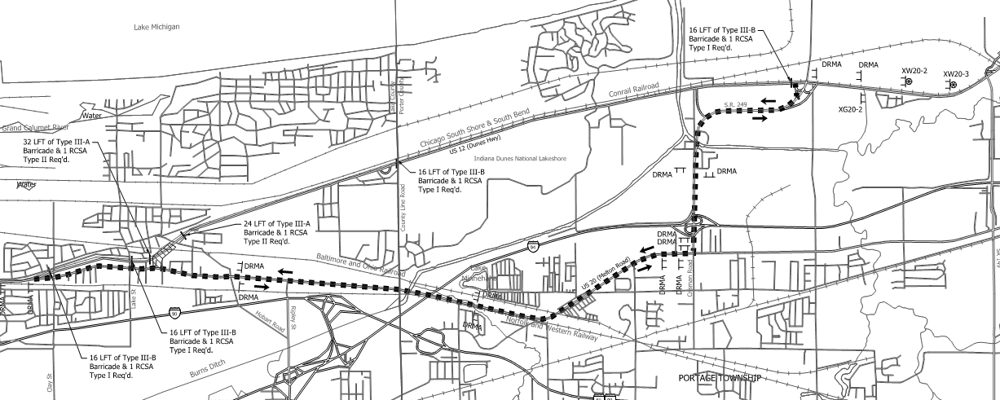 Lake Michigan
16 LFT of Type III-B
Barricade & 1 RCSA
Type I Req'd.
DRMA
DRMA
XW20-2
XW20-3
XG20-2
Lake County
Porter County
Conrail Railroad
S.R. 249
Water
Grand Calumet River
Chicago South Shore & South Bend
US 12 (Dunes Hwy)
Indiana Dunes National Lakeshore
32 LFT of Type III-A
Barricade & 1 RCSA
Type II Req'd.
Water
16 LFT of Type III-B
Barricade & 1 RCSA
Type I Req'd.
DRMA
DRMA
County Line Road
24 LFT of Type III-A
Barricade & 1 RCSA
Type II Req'd.
94
DRMA
DRMA
Baltimore and Ohio Railroad
DRMA
DRMA
Lake
Minnehaha
US 20 (Melton Road)
DRMA
DRMA
DRMA
DRMA
DRMA
DRMA
Lake St
90
Hobart Road
Ripley St
Norfolk and Western Railway
16 LFT of Type III-B
Barricade & 1 RCSA
Type I Req'd.
16 LFT of Type III-B
Barricade & 1 RCSA
Type I Req'd.
Clay St
Burns Ditch
PORTAGE TOWNSHIP